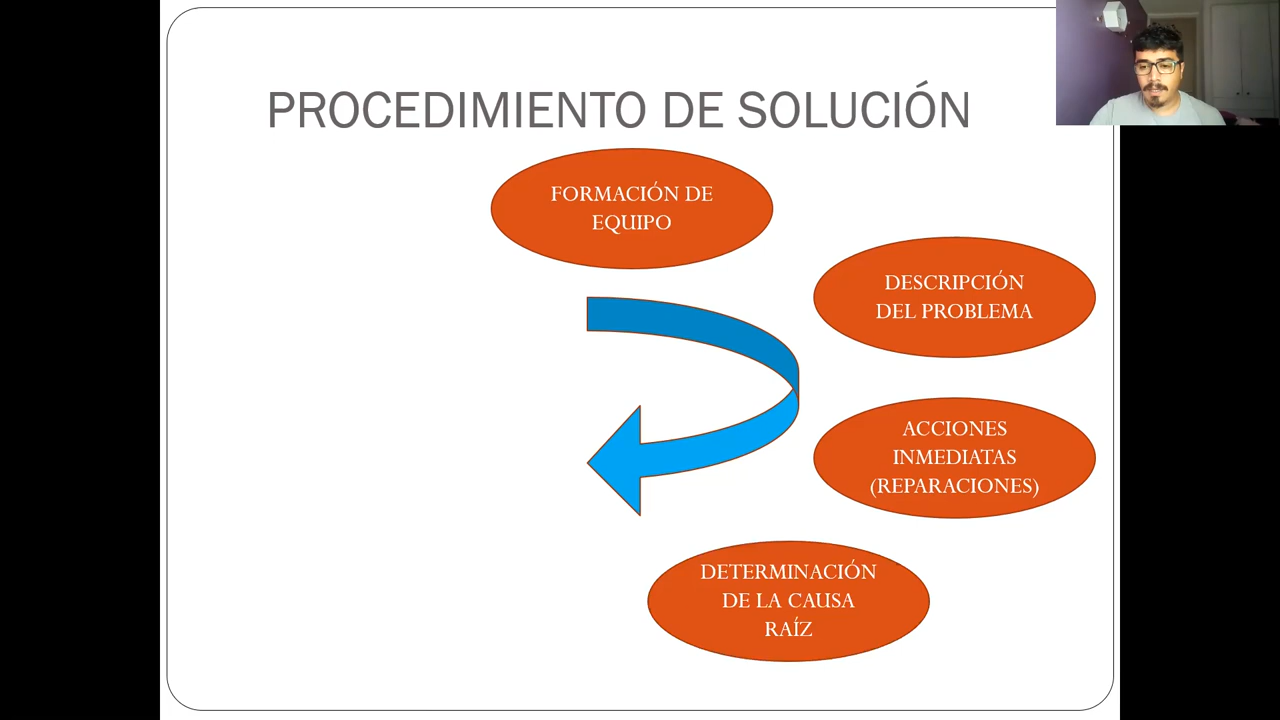 PROCEDIMIENTO DE SOLUCIÓN
FORMACIÓN DE
EQUIPO
DESCRIPCIÓN
DEL PROBLEMA
ACCIONES
INMEDIATAS
(REPARACIONES)
DETERMINACIÓN
DE LA CAUSA
RAÍZ